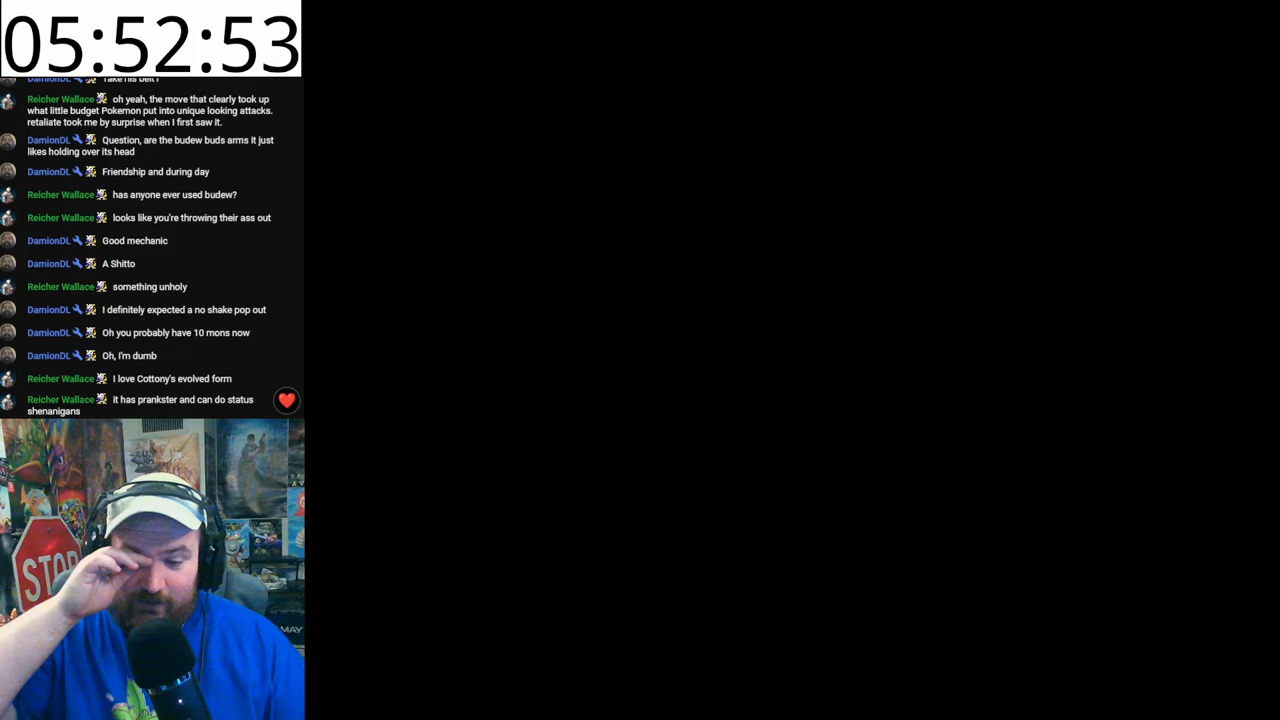 05:52:53
DamionDL Take his belt !
Reicher Wallace oh yeah, the move that clearly took up
what little budget Pokemon put into unique looking attacks.
retaliate took me by surprise when I first saw it.
DamionDL Question, are the budew buds arms it just
likes holding over its head
DamionDL Friendship and during day
Reicher Wallace has anyone ever used budew?
Reicher Wallace looks like you're throwing their ass out
DamionDL Good mechanic
DamionDL A Shitto
Reicher Wallace something unholy
DamionDL I definitely expected a no shake pop out
DamionDL Oh you probably have 10 mons now
DamionDL Oh, I'm dumb
Reicher Wallace I love Cottony's evolved form
Reicher Wallace it has prankster and can do status
shenanigans
STOP
MAY